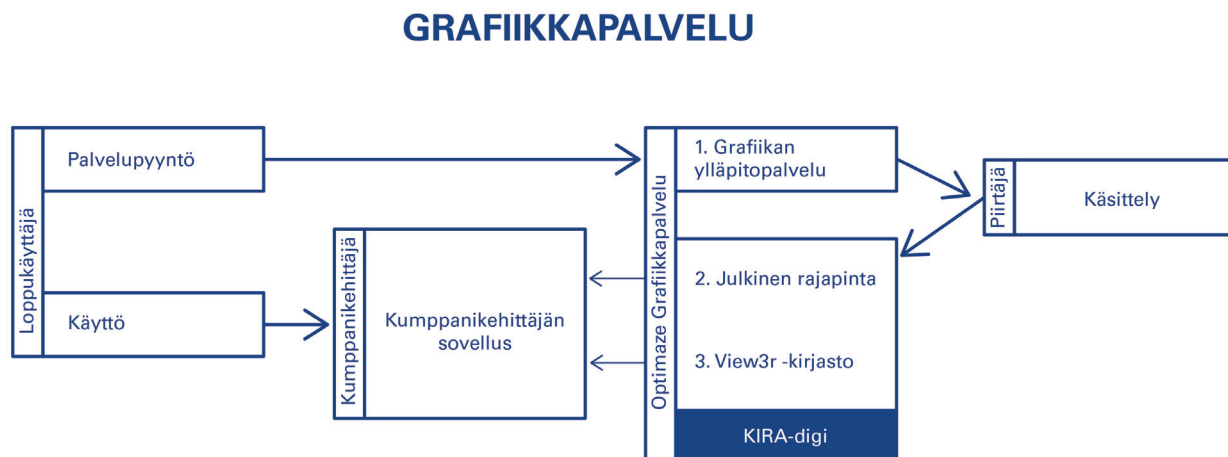 GRAFIIKKAPALVELU
Loppukäyttäjä
Palvelupyyntö
Käyttö
Kumppanikehittäjä
Kumppanikehittäjän
sovellus
Optimaze Grafiikkapalvelu
1. Grafiikan
ylläpitopalvelu
2. Julkinen rajapinta
3. View3r -kirjasto
KIRA-digi
Piirtäjä
Käsittely